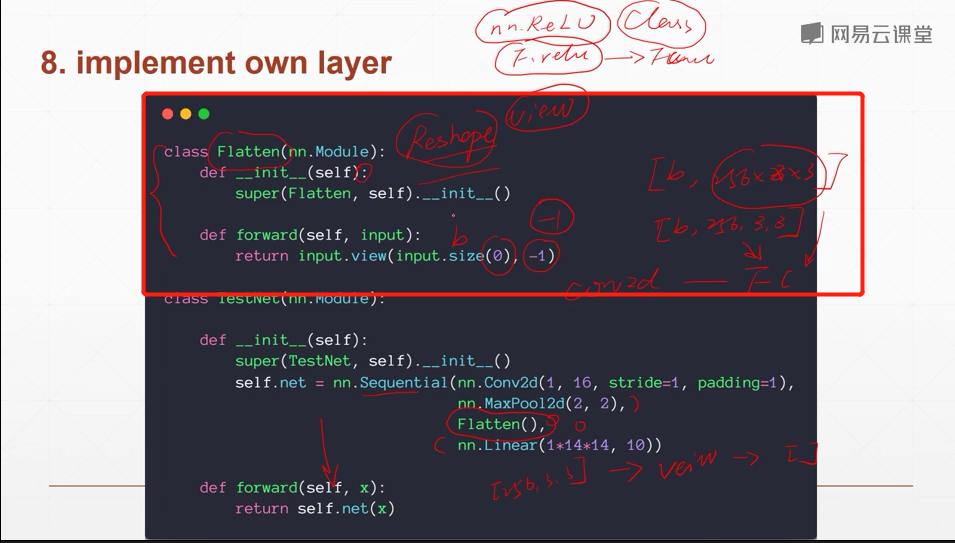 nn.ReLU Class
网易云课堂
8. implement own layer
F.relu →
view
Reshape
class Flatten(nn.Module):
def __init__(self):
super(Flatten, self).__init__()
[b, 256×3×3]
-1
[b, 256, 3, 3]
def forward(self, input):
b
return input.view(input.size(0), -1)
conv2d — FC
class TestNet(nn.Module):
def __init__(self):
super(TestNet, self).__init__()
self.net = nn.Sequential(nn.Conv2d(1, 16, stride=1, padding=1),
nn.MaxPool2d(2, 2),
Flatten(),
nn.Linear(1*14*14, 10))
[256, 3, 3] → veiw → [ ]
def forward(self, x):
return self.net(x)